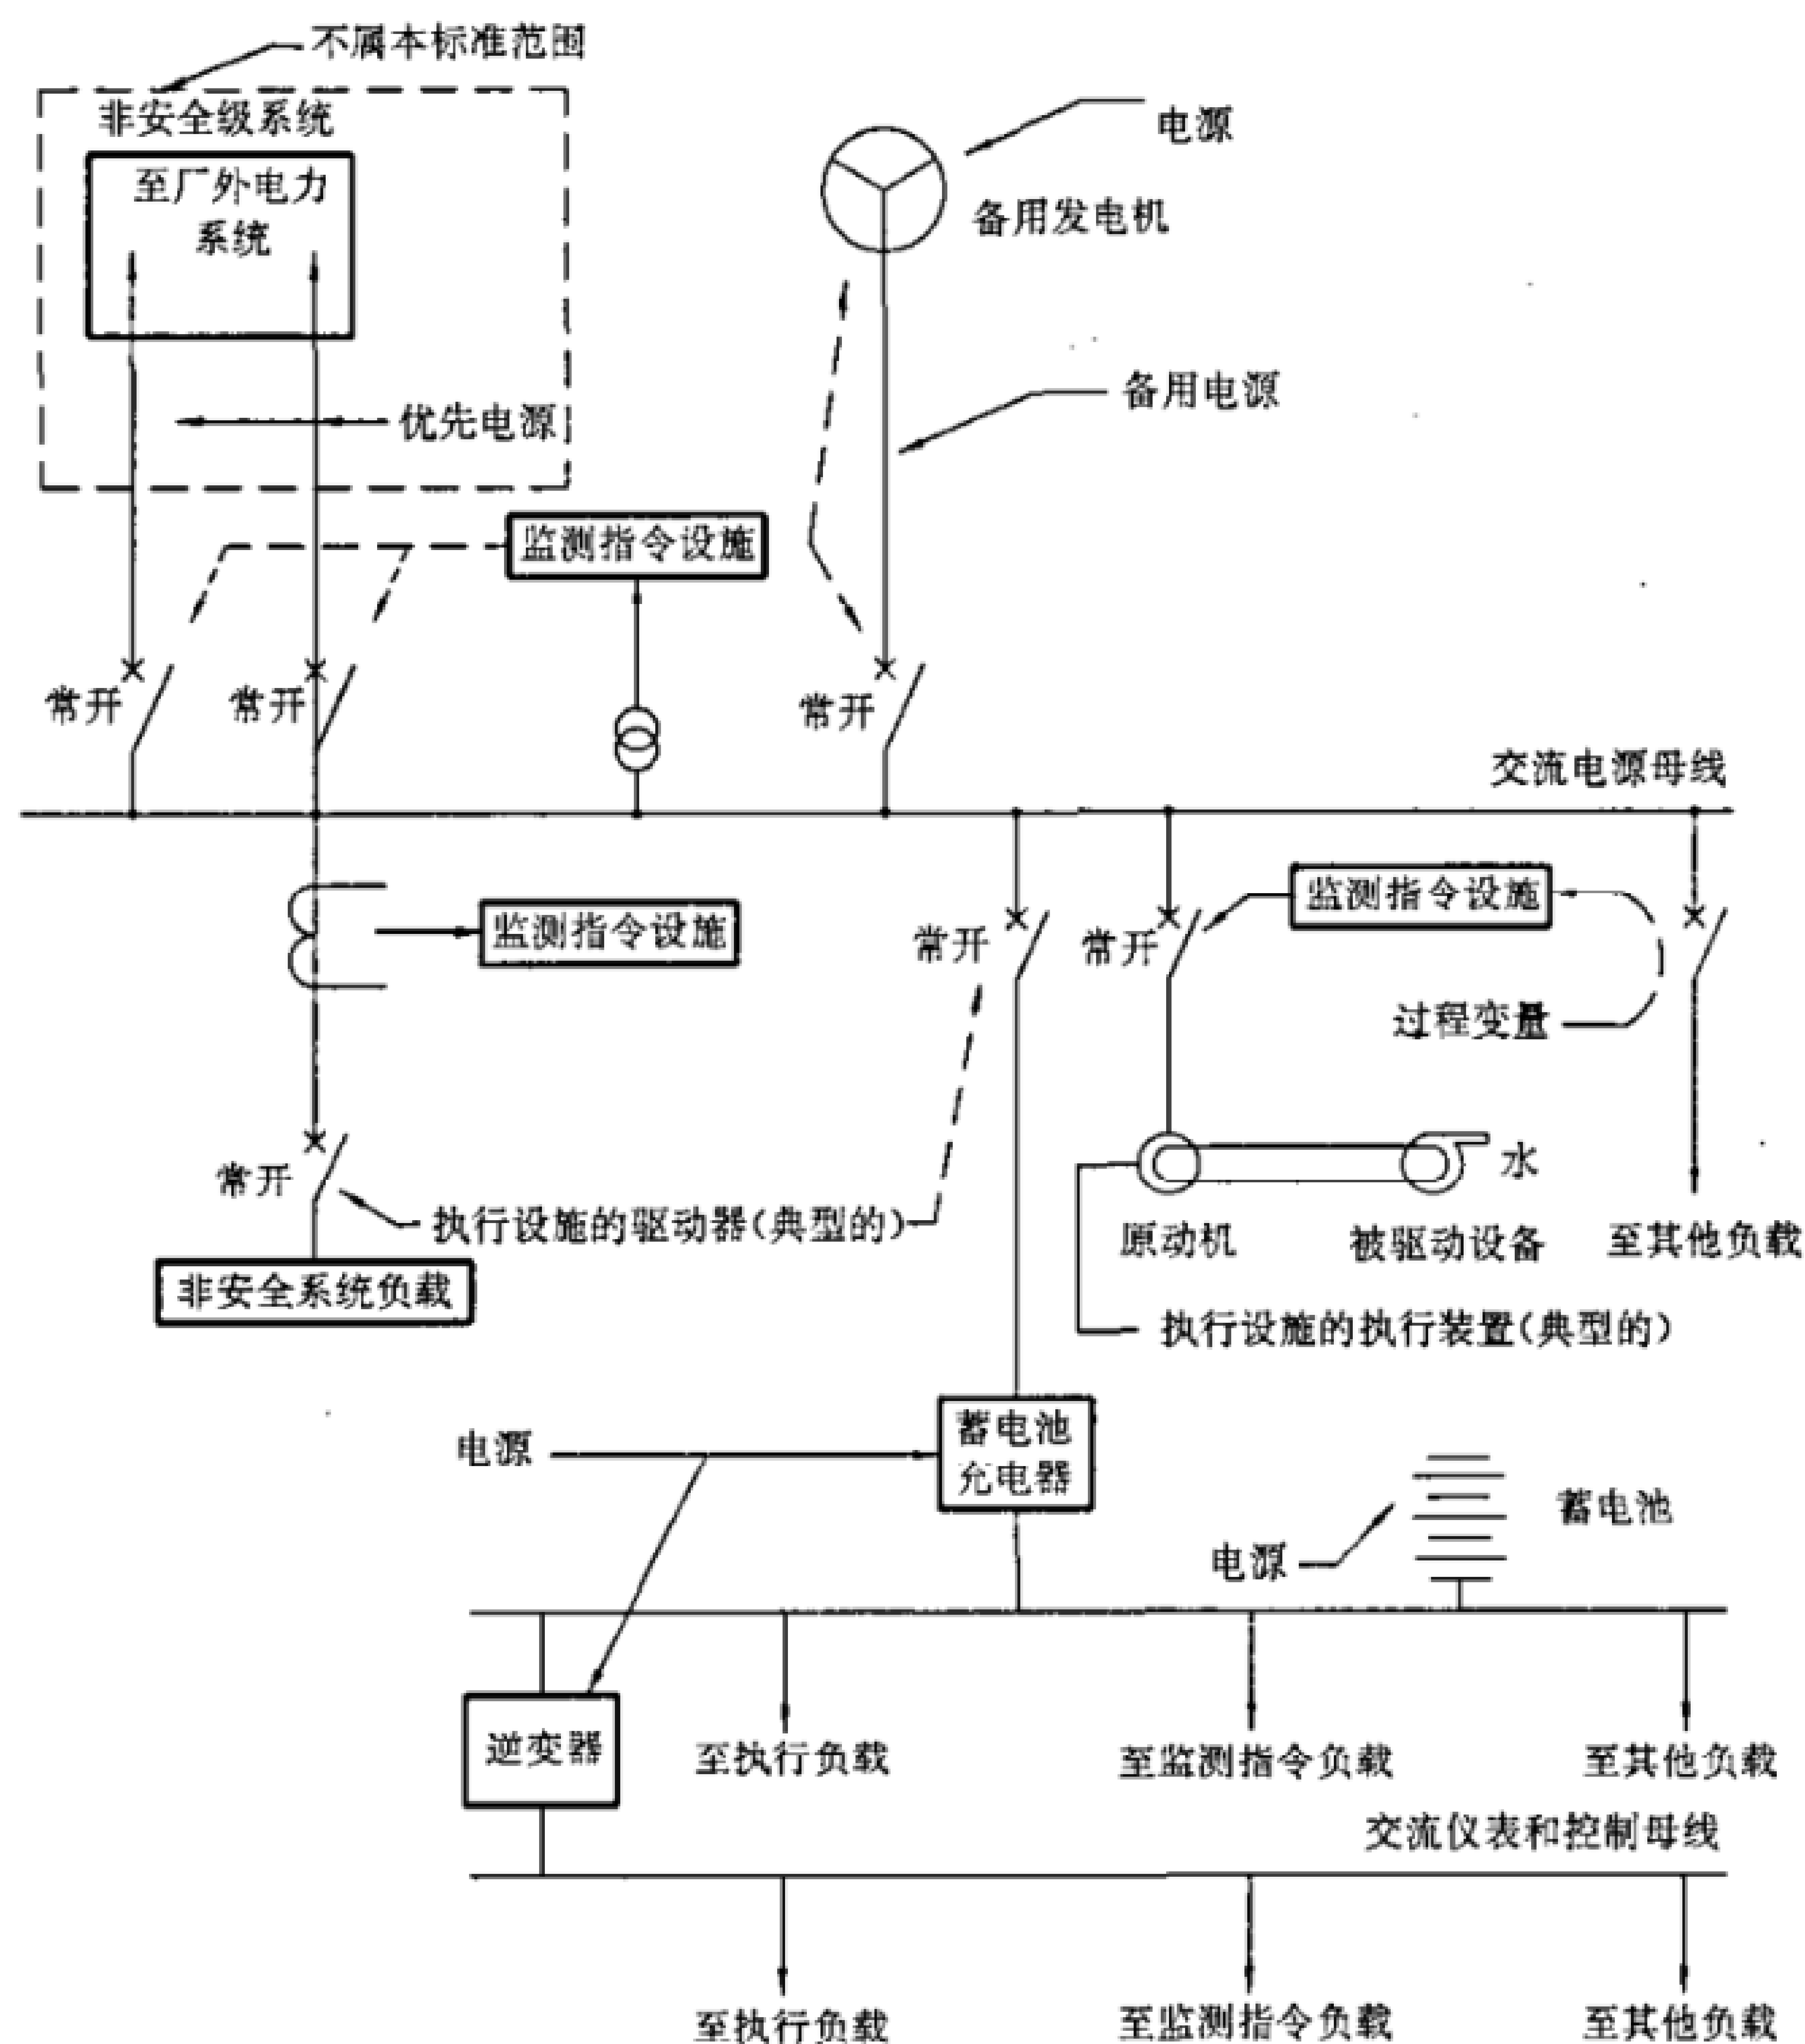 不属本标准范围
非安全级系统
至厂外电力
系统
电源
备用发电机
备用电源
优先电源
监测指令设施
常开
常开
常开
交流电源母线
监测指令设施
监测指令设施
常开
常开
过程变量
常开
水
执行设施的驱动器(典型的)
原动机
被驱动设备
至其他负载
非安全系统负载
执行设施的执行装置(典型的)
电源
蓄电池
充电器
蓄电池
电源
逆变器
至执行负载
至监测指令负载
至其他负载
交流仪表和控制母线
至执行负载
至监测指令负载
至其他负载